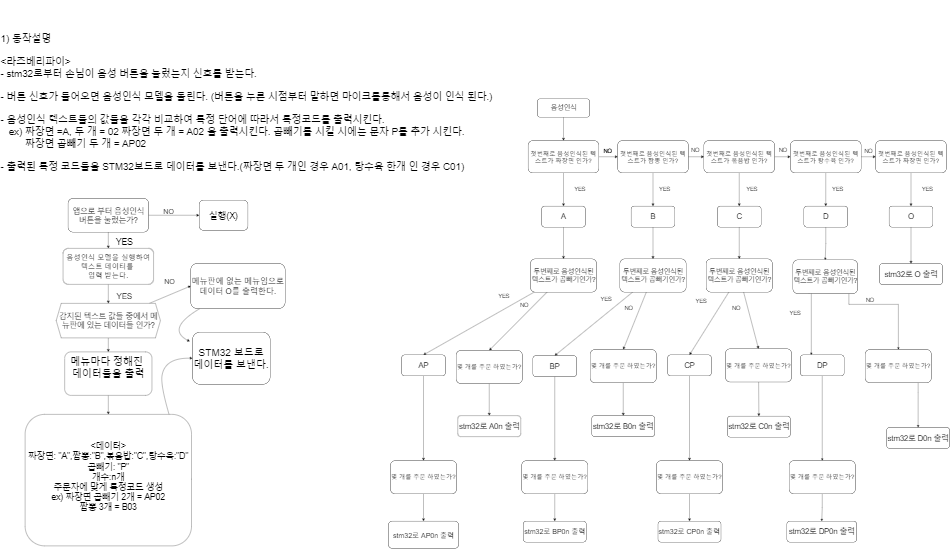 1) 동작설명
<라즈베리파이>
- stm32로부터 손님이 음성 버튼을 눌렀는지 신호를 받는다.
- 버튼 신호가 들어오면 음성인식 모델을 돌린다. (버튼을 누른 시점부터 말하면 마이크를통해서 음성이 인식 된다.)
- 음성인식 텍스트들의 값들을 각각 비교하여 특정 단어에 따라서 특정코드를 출력시킨다.
ex) 짜장면 =A, 두 개 = 02 짜장면 두 개 = A02 을 출력시킨다. 곱빼기를 시킬 시에는 문자 P를 추가 시킨다.
짜장면 곱빼기 두 개 = AP02
- 출력된 특정 코드들을 STM32보드로 데이터를 보낸다.(짜장면 두 개인 경우 A01, 탕수육 한개 인 경우 C01)
앱으로 부터 음성인식
버튼을 눌렀는가?
NO
실행(X)
YES
음성인식 모델을 실행하여
텍스트 데이터를
입력 받는다.
YES
NO
메뉴판에 없는 메뉴임으로
데이터 O를 출력한다.
감지된 텍스트 값들 중에서 메
뉴판에 있는 데이터들 인가?
메뉴마다 정해진
데이터들을 출력
STM32 보드로
데이터를 보낸다.
<데이터>
짜장면: "A",짬뽕:"B",볶음밥:"C",탕수육:"D"
곱빼기: "P"
개수:n개
주문자에 맞게 특정코드 생성
ex) 짜장면 곱빼기 2개 = AP02
짬뽕 3개 = B03
음성인식
첫번째로 음성인식된 텍
스트가 짜장면 인가?
NO
첫번째로 음성인식된 텍
스트가 짬뽕 인가?
NO
첫번째로 음성인식된 텍
스트가 볶음밥 인가?
NO
첫번째로 음성인식된 텍
스트가 탕수육 인가?
NO
첫번째로 음성인식된 텍
스트가 짜장면 인가?
YES
YES
YES
YES
YES
A
B
C
D
O
두번째로 음성인식된
텍스트가 곱빼기인가?
두번째로 음성인식된
텍스트가 곱빼기인가?
두번째로 음성인식된
텍스트가 곱빼기인가?
두번째로 음성인식된
텍스트가 곱빼기인가?
stm32로 O 출력
YES
NO
YES
NO
YES
NO
YES
NO
AP
몇 개를 주문 하였는가?
BP
몇 개를 주문 하였는가?
CP
몇 개를 주문 하였는가?
DP
몇 개를 주문 하였는가?
stm32로 A0n 출력
stm32로 B0n 출력
stm32로 C0n 출력
stm32로 D0n 출력
몇 개를 주문 하였는가?
몇 개를 주문 하였는가?
몇 개를 주문 하였는가?
몇 개를 주문 하였는가?
stm32로 AP0n 출력
stm32로 BP0n 출력
stm32로 CP0n 출력
stm32로 DP0n 출력